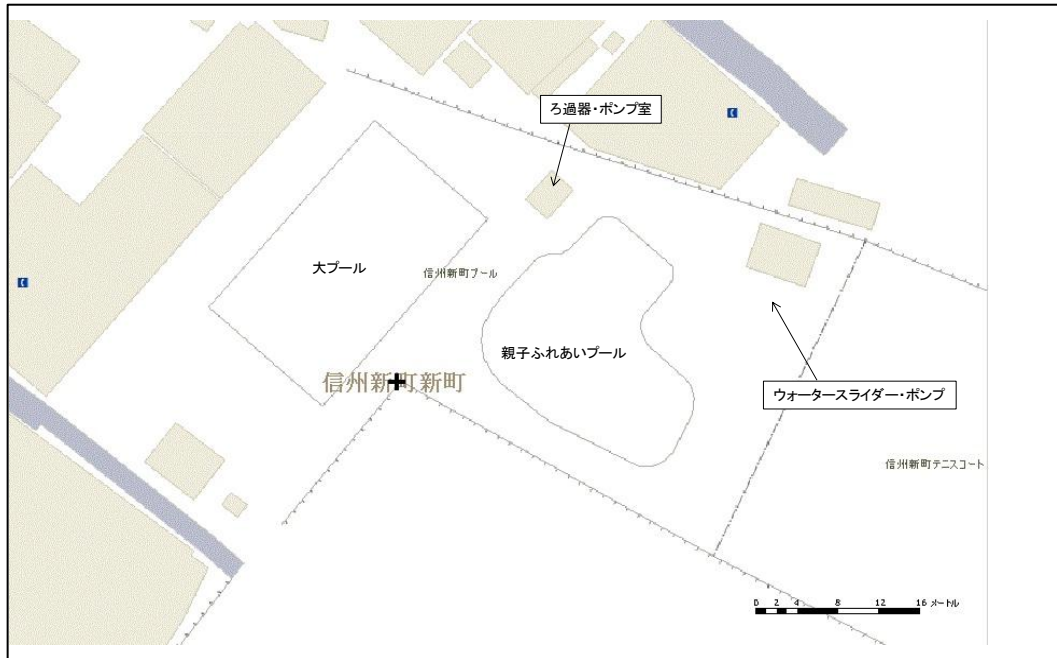 ろ過器・ポンプ室
大プール
信州新町プール
親子ふれあいプール
信州新町新町
ウォータースライダー・ポンプ
信州新町テニスコート
0 2 4 8 12 16 メートル